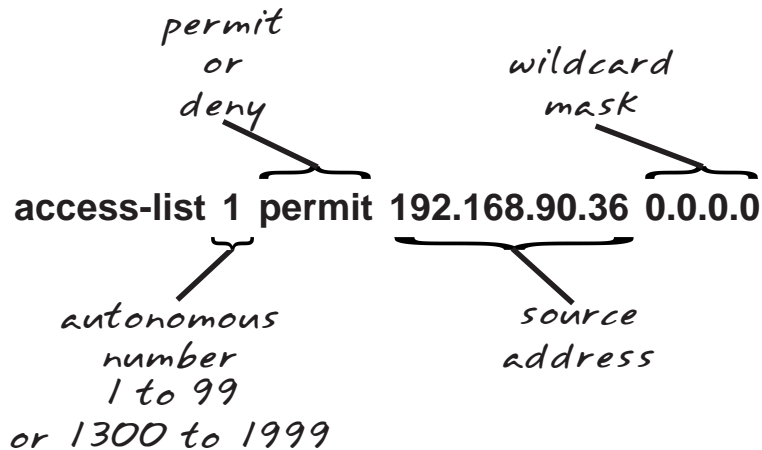 permit
or
deny
wildcard
mask
access-list 1 permit 192.168.90.36 0.0.0.0
autonomous
number
1 to 99
or 1300 to 1999
source
address